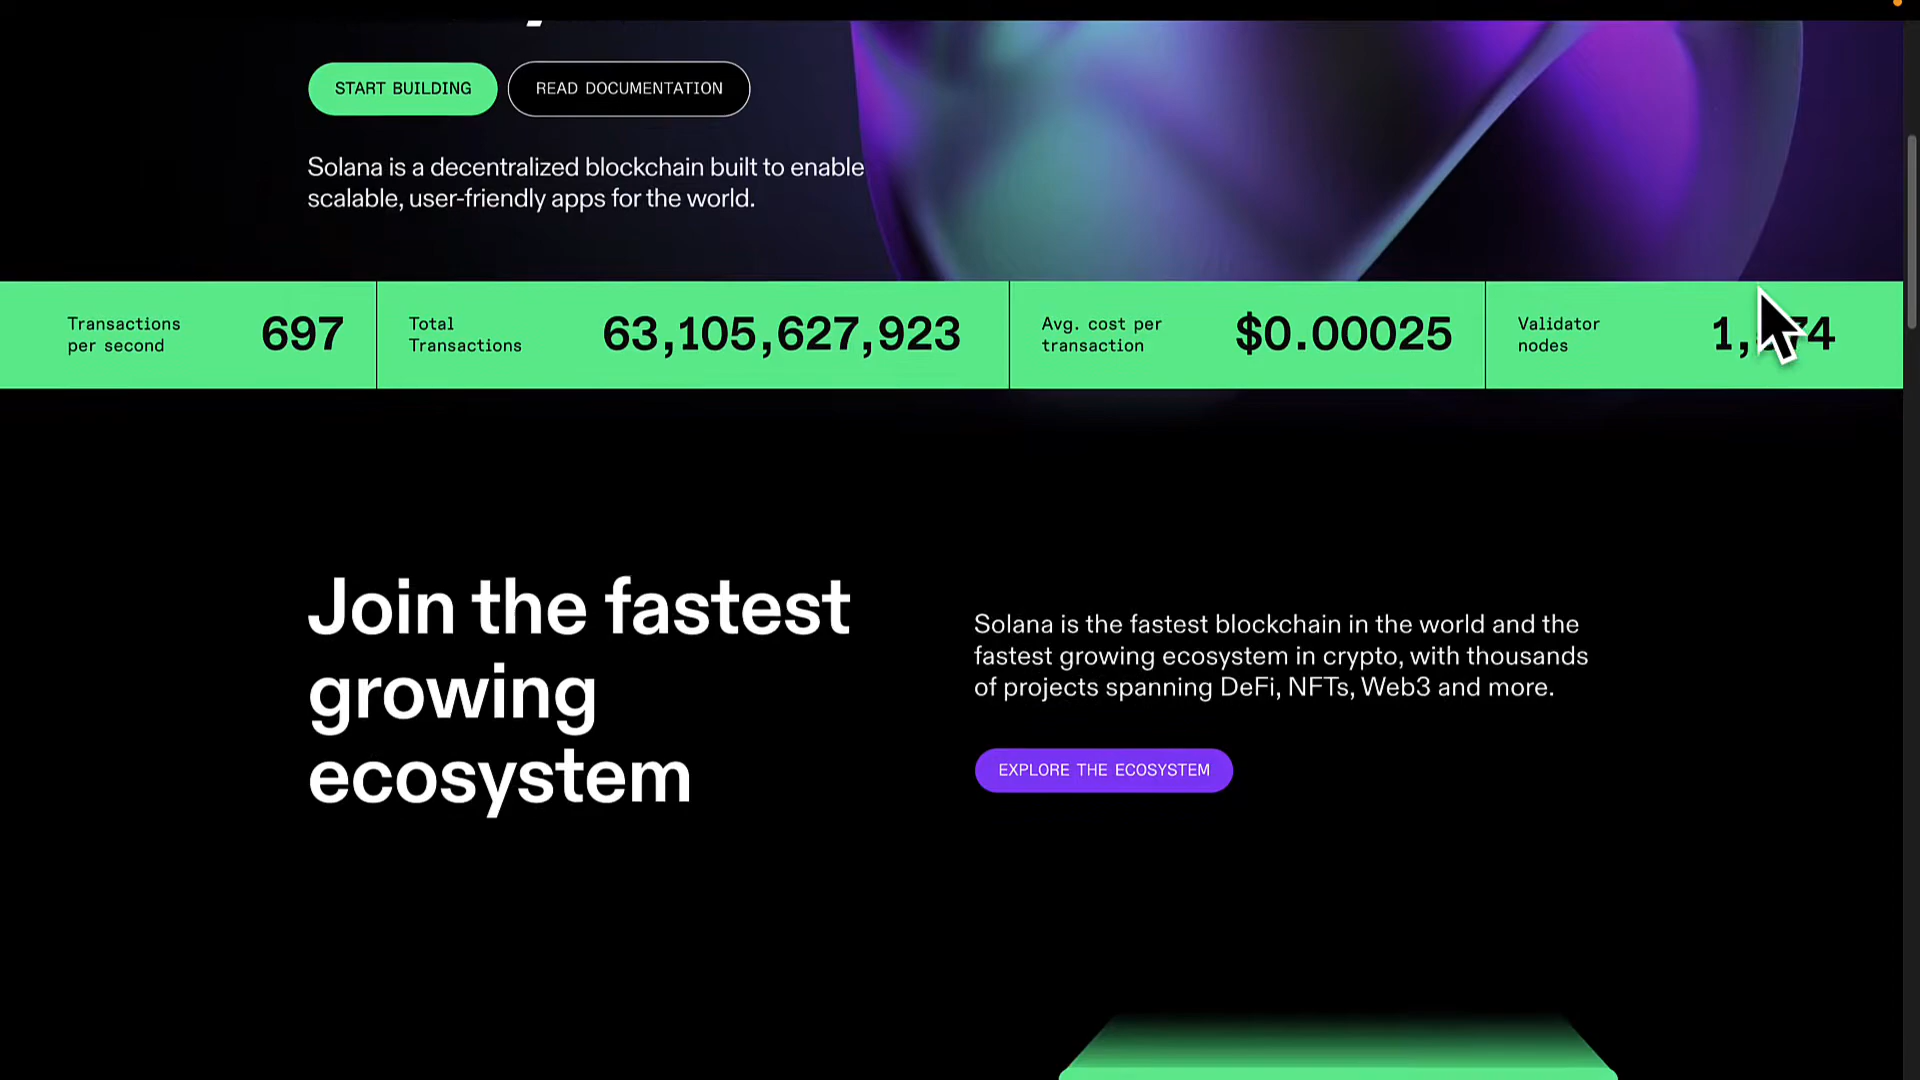 START BUILDING
READ DOCUMENTATION
Solana is a decentralized blockchain built to enable
scalable, user-friendly apps for the world.
Transactions
per second
697
Total
Transactions
63,105,627,923
Avg. cost per
transaction
$0.00025
Validator
nodes
Join the fastest
growing
ecosystem
Solana is the fastest blockchain in the world and the
fastest growing ecosystem in crypto, with thousands
of projects spanning DeFi, NFTs, Web3 and more.
EXPLORE THE ECOSYSTEM